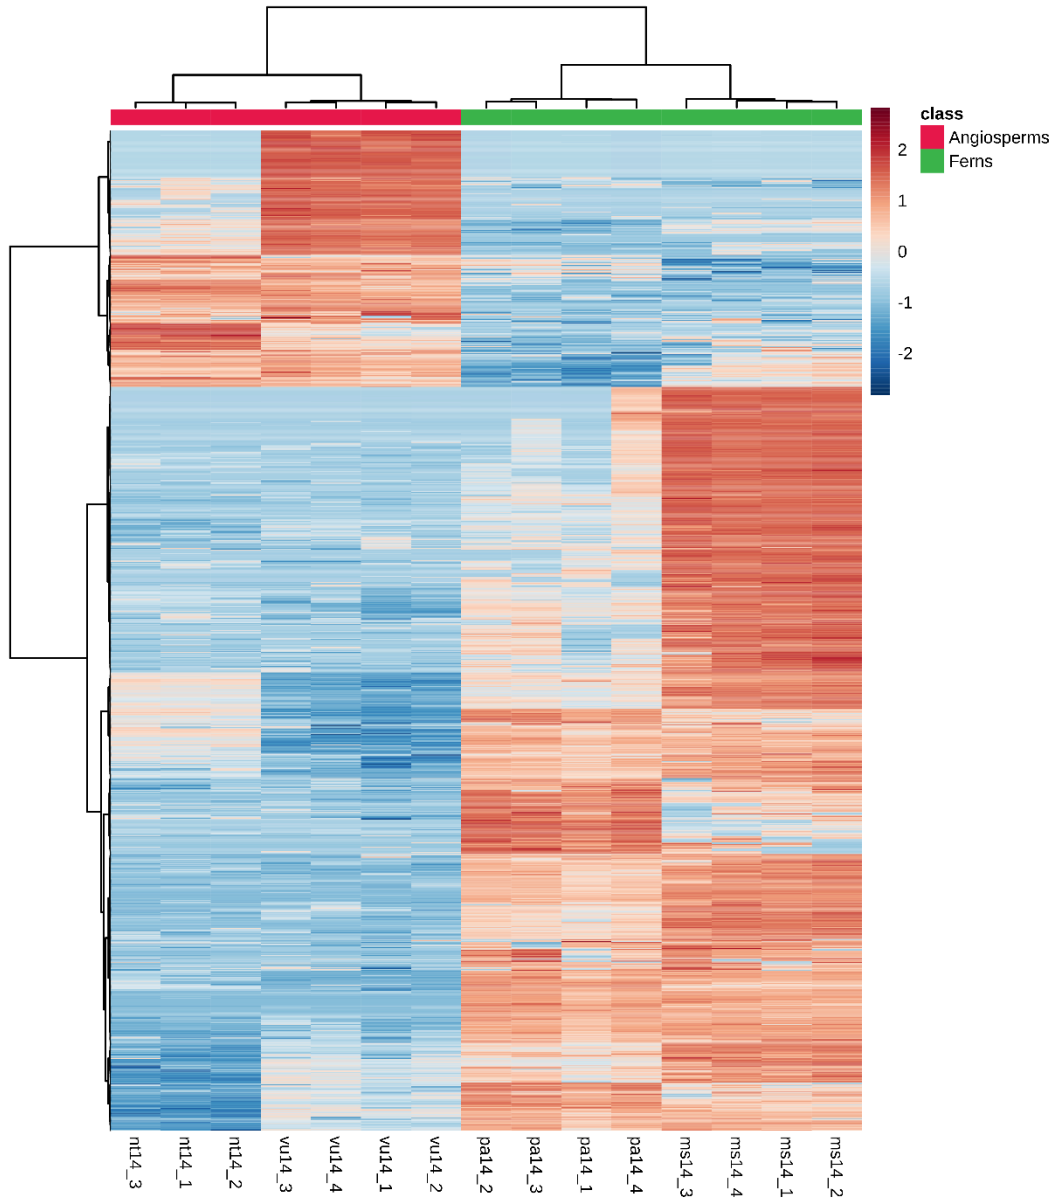 class
Angiosperms
Ferns
2
1
0
-1
-2
nt14_3
nt14_1
nt14_2
vu14_3
vu14_4
vu14_1
vu14_2
pa14_2
pa14_3
pa14_1
pa14_4
ms14_3
ms14_4
ms14_1
ms14_2